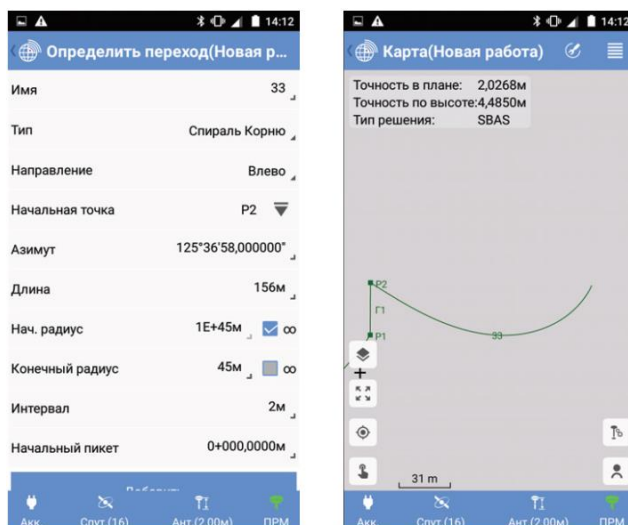 14:12
Определить переход(Новая р...
Имя 33
Тип Спираль Корню
Направление Влево
Начальная точка P2
Азимут 125°36'58,000000"
Длина 156м
Нач. радиус 1E+45м ∞
Конечный радиус 45м ∞
Интервал 2м
Начальный пикет 0+000,0000м
Добавить
Акк Спут (16) Ант (2.00м) ПРМ
14:12
Карта(Новая работа)
Точность в плане: 2,0268м
Точность по высоте:4,4850м
Тип решения: SBAS
P2
Г1
33
P1
31 m
Акк Спут (16) Ант (2.00м) ПРМ